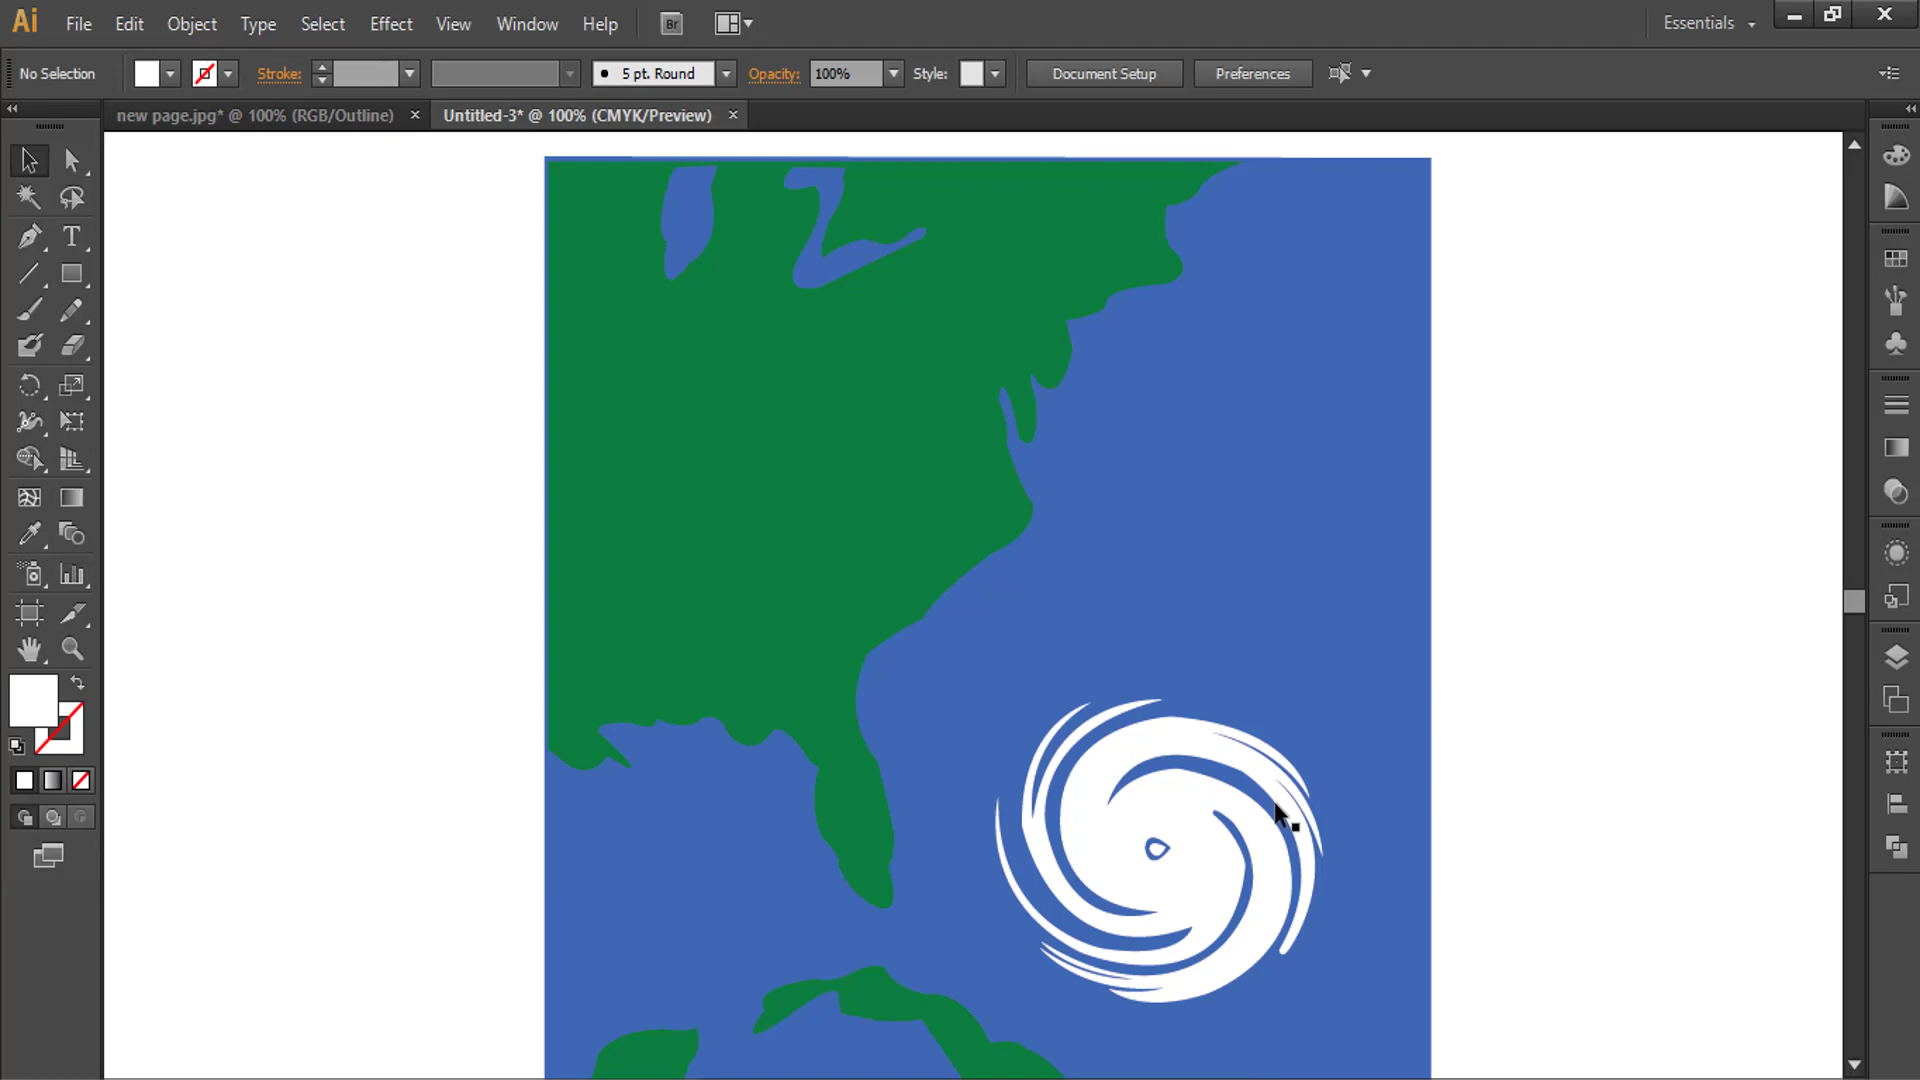 Ai File Edit Object Type Select Effect View Window Help Br Essentials
No Selection Stroke: 5 pt. Round Opacity: 100% Style: Document Setup Preferences
new page.jpg* @ 100% (RGB/Outline) Untitled-3* @ 100% (CMYK/Preview)
T